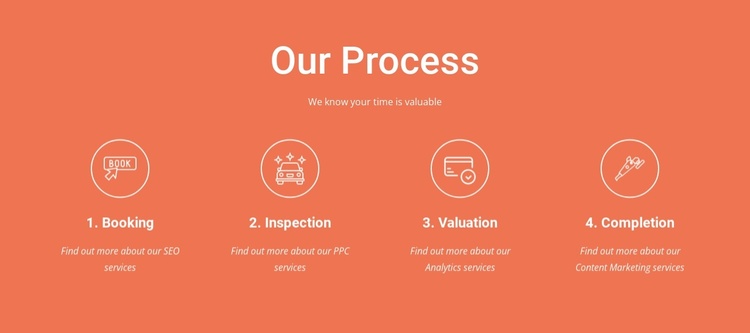 Our Process
We know your time is valuable
BOOK
1. Booking
2. Inspection
3. Valuation
4. Completion
Find out more about our SEO
services
Find out more about our PPC
services
Find out more about our
Analytics services
Find out more about our
Content Marketing services